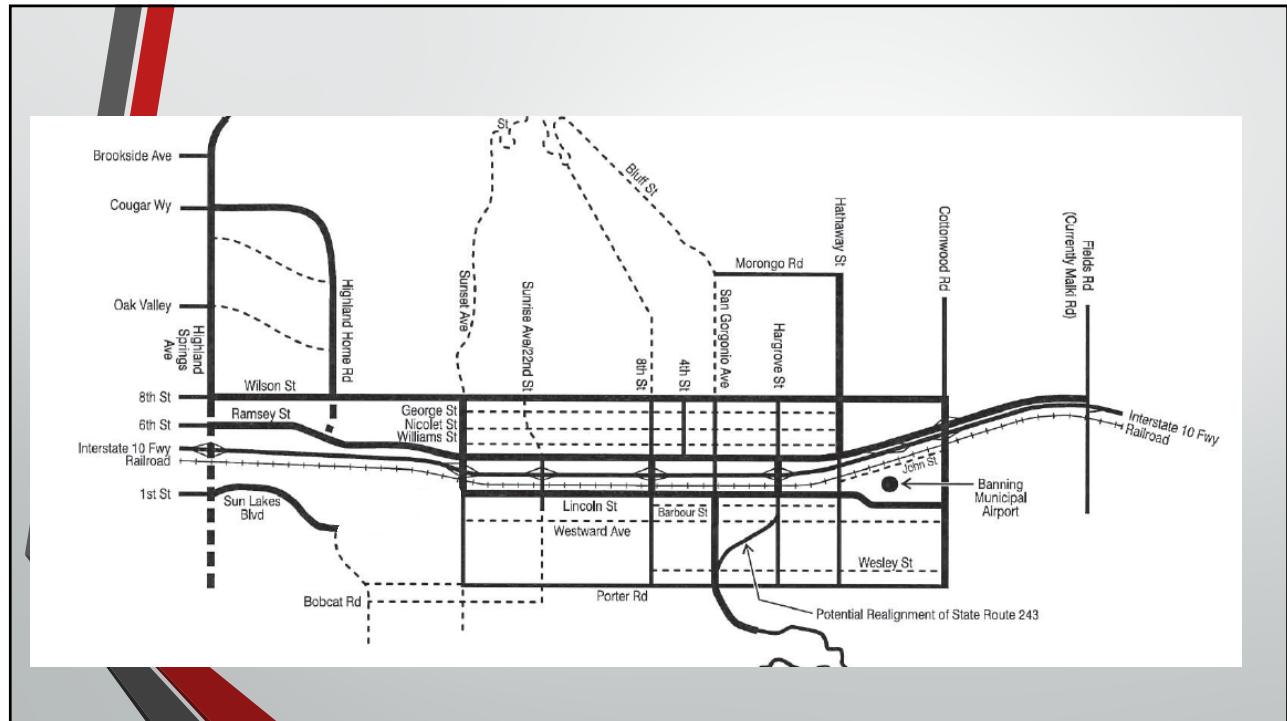 St
Brookside Ave
Bluff St
Cougar Wy
Hathaway St
Cottonwood Rd
Fields Rd
(Currently Malki Rd)
Morongo Rd
Sunset Ave
Highland Home Rd
Sunrise Ave/22nd St
San Gorgonio Ave
Oak Valley
Highland
Springs
Ave
Hargrove St
8th St
4th St
Wilson St
8th St
Ramsey St
George St
6th St
Nicolet St
Williams St
Interstate 10 Fwy
Railroad
Interstate 10 Fwy
Railroad
John St
1st St
Sun Lakes
Blvd
Lincoln St
Barbour St
Banning
Municipal
Airport
Westward Ave
Wesley St
Bobcat Rd
Porter Rd
Potential Realignment of State Route 243